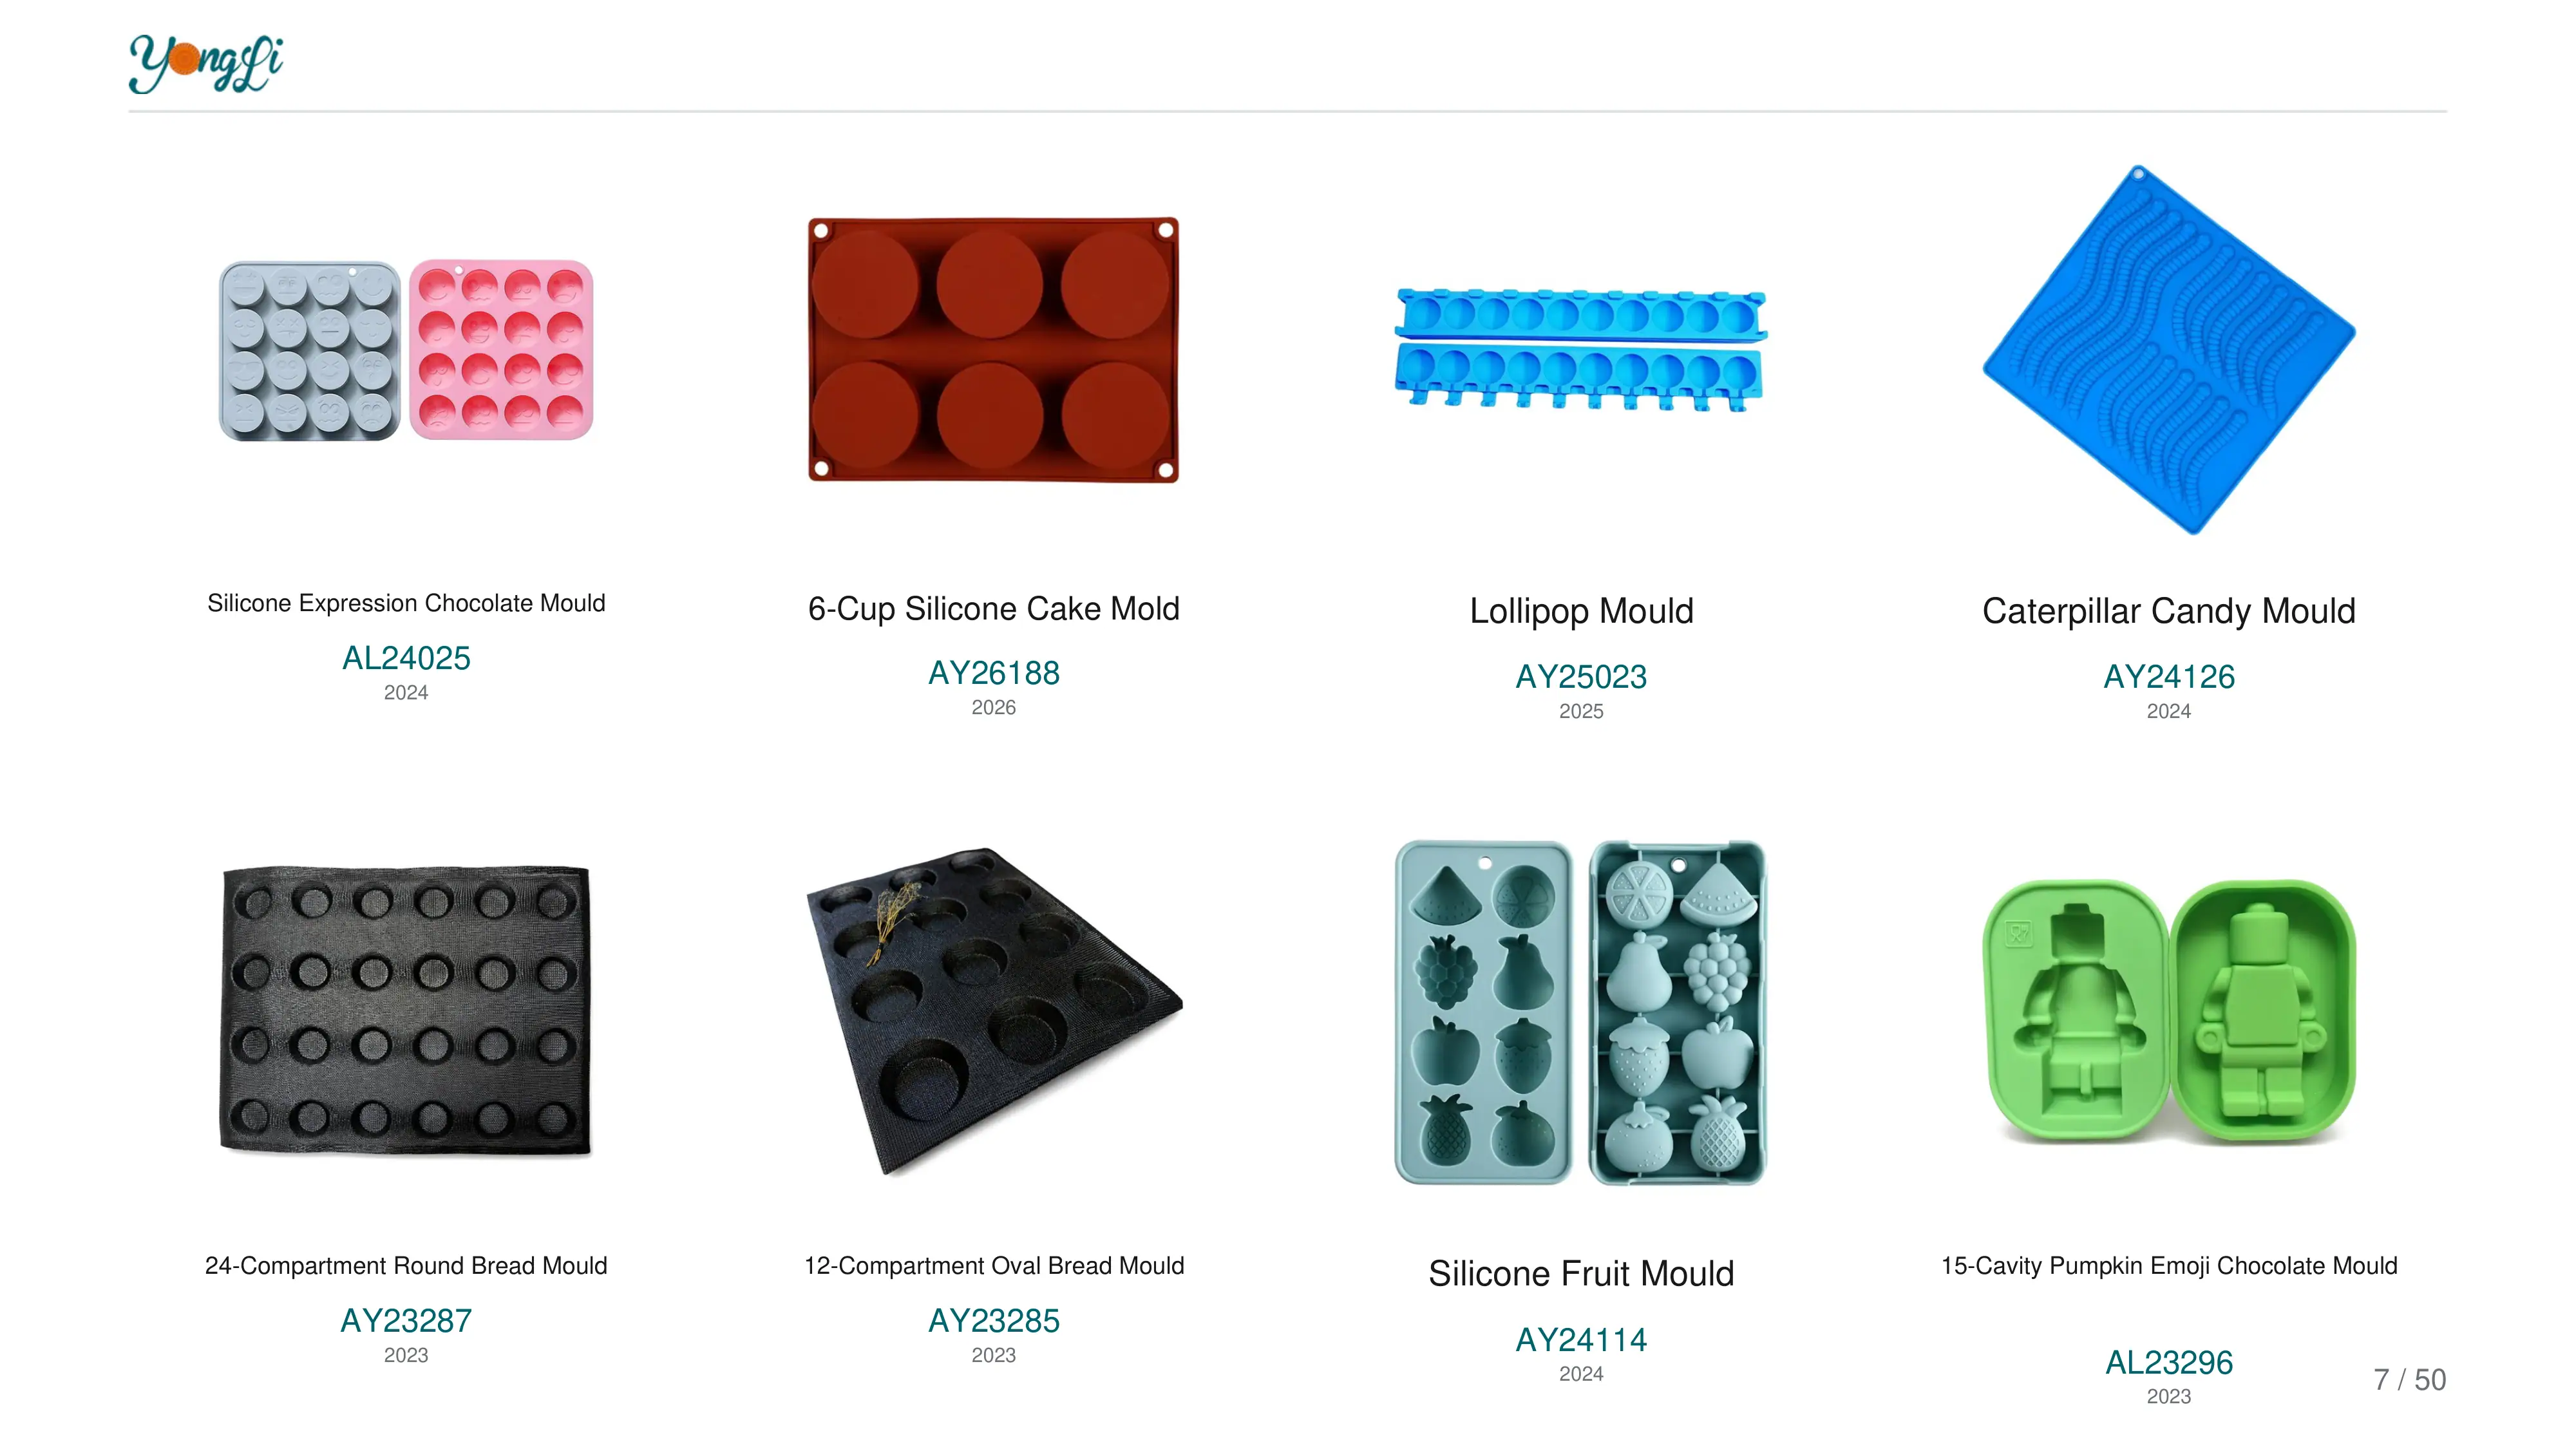 YongLi
Silicone Expression Chocolate Mould
AL24025
2024
6-Cup Silicone Cake Mold
AY26188
2026
Lollipop Mould
AY25023
2025
Caterpillar Candy Mould
AY24126
2024
24-Compartment Round Bread Mould
AY23287
2023
12-Compartment Oval Bread Mould
AY23285
2023
Silicone Fruit Mould
AY24114
2024
15-Cavity Pumpkin Emoji Chocolate Mould
AL23296
2023
7 / 50